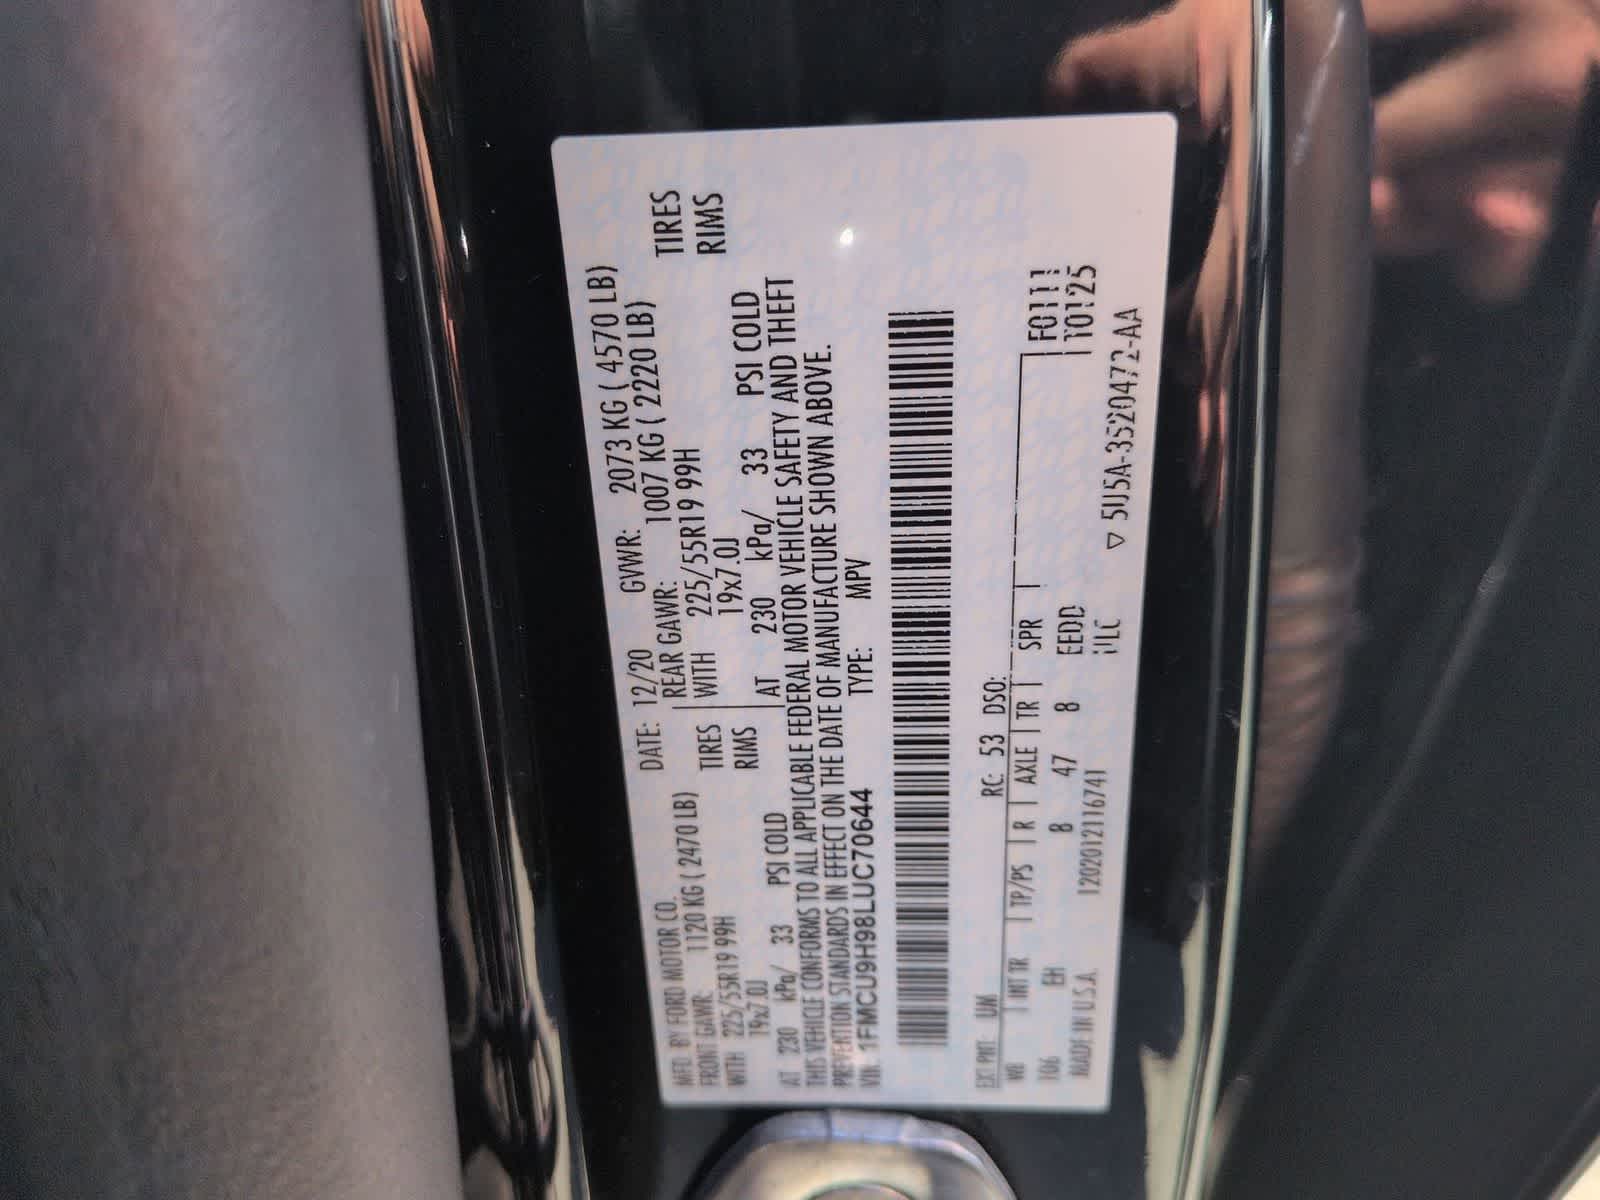 MFD. BY FORD MOTOR CO. DATE: 12/20 GVWR: 2073 KG ( 4570 LB)
FRONT GAWR: 1120 KG ( 2470 LB) REAR GAWR: 1007 KG ( 2220 LB)
WITH 225/55R19 99H TIRES WITH 225/55R19 99H TIRES
19x7.0J RIMS 19x7.0J RIMS
AT 230 kPa/ 33 PSI COLD AT 230 kPa/ 33 PSI COLD
THIS VEHICLE CONFORMS TO ALL APPLICABLE FEDERAL MOTOR VEHICLE SAFETY AND THEFT
PREVENTION STANDARDS IN EFFECT ON THE DATE OF MANUFACTURE SHOWN ABOVE.
VIN: 1FMCU9H98LUC70644 TYPE: MPV
EXT PNT: UM RC: 53 DSO:
WB INT TR TP/PS R AXLE TR SPR F0111
106 EH 8 47 8 EEDD T0125
MADE IN U.S.A. 1202012116741 ULC
▽ 5U5A-3520472-AA